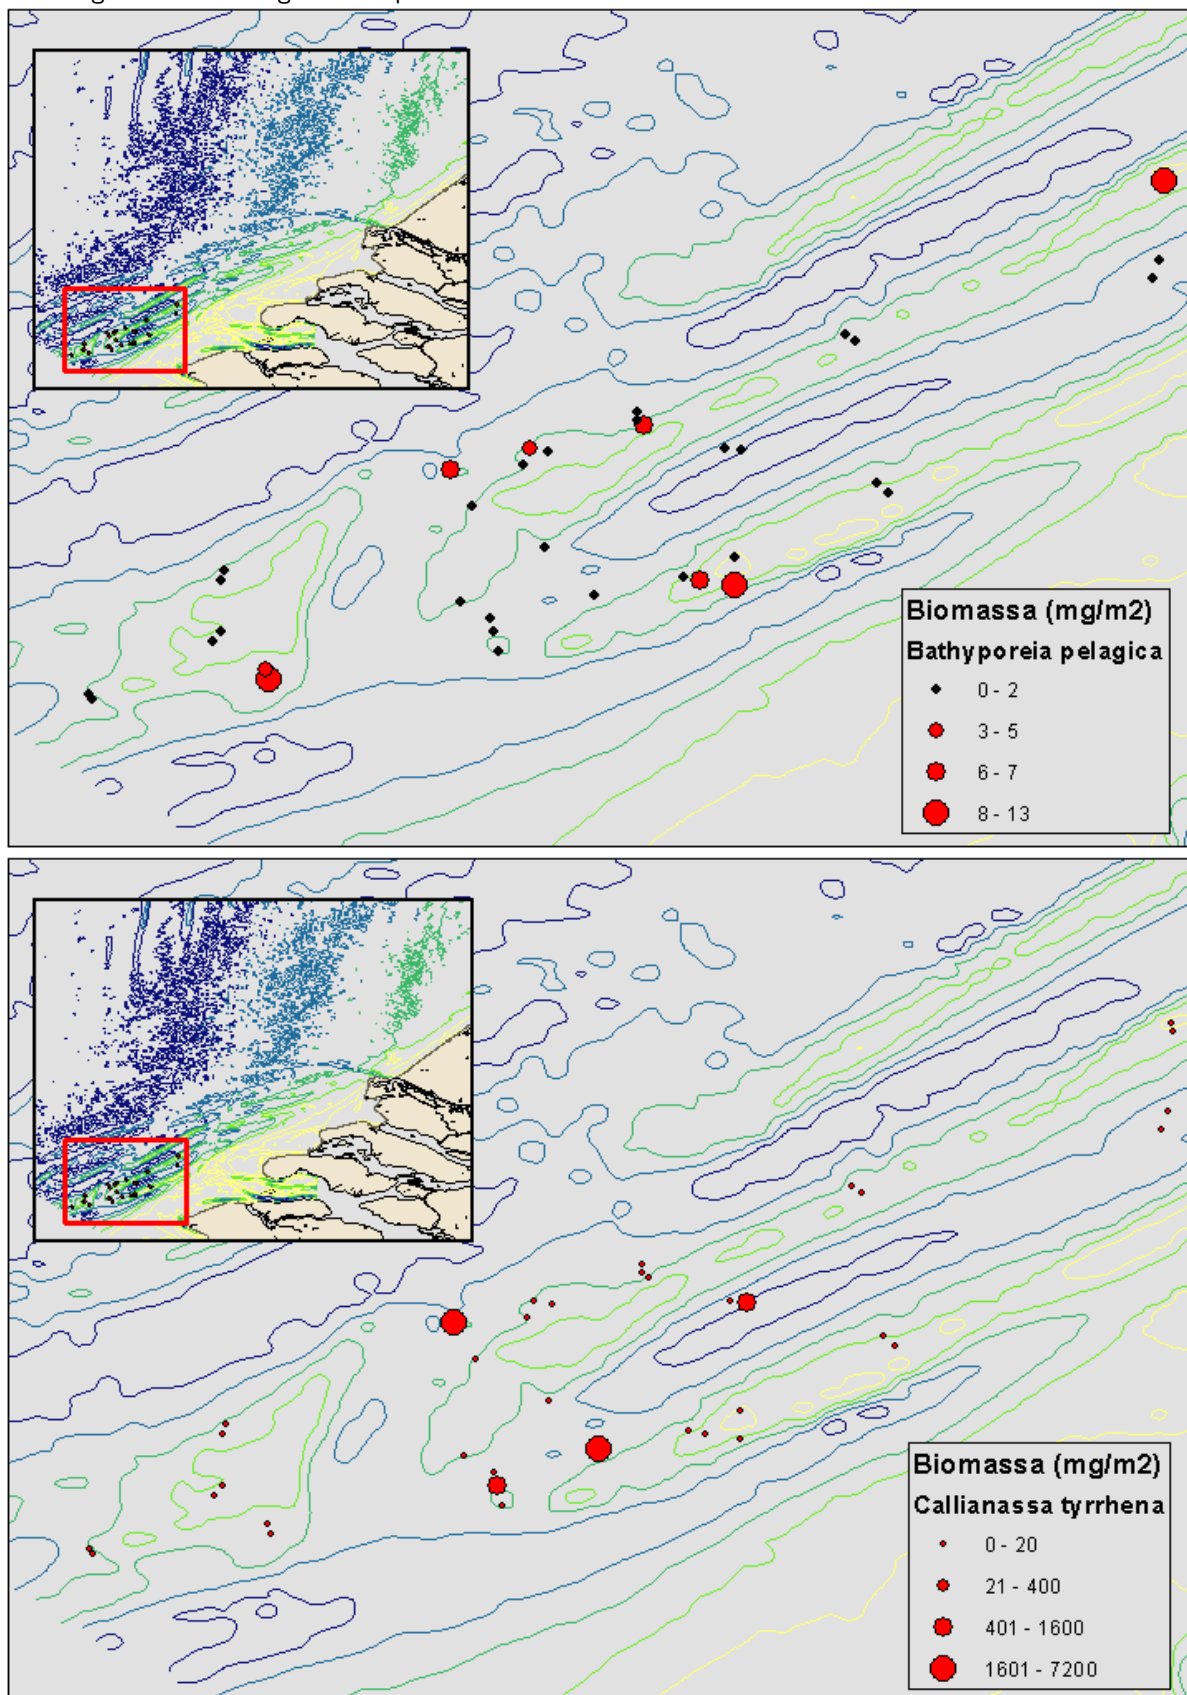 Biomassa (mg/m2)
Bathyporeia pelagica
0 - 2
3 - 5
6 - 7
8 - 13
Biomassa (mg/m2)
Callianassa tyrrhena
0 - 20
21 - 400
401 - 1600
1601 - 7200